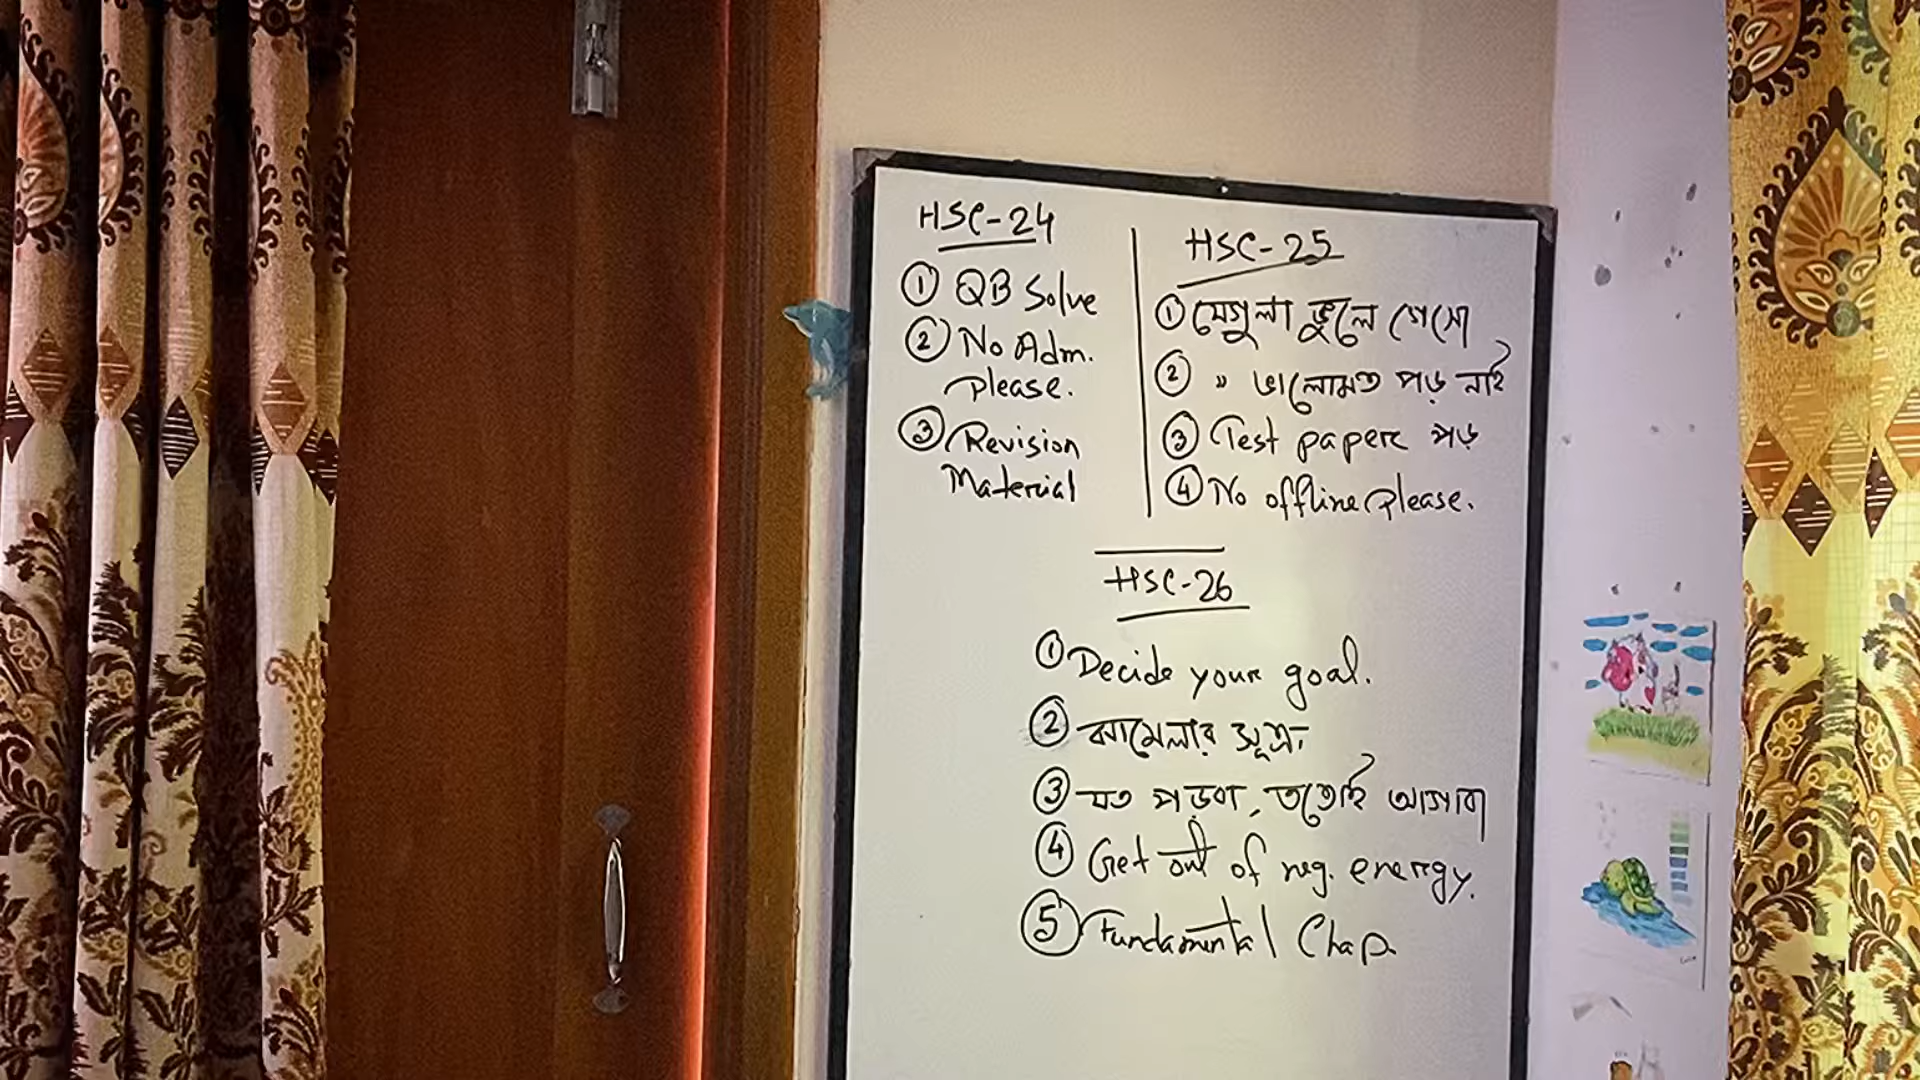 HSC-24
① QB Solve
② No Adm.
please.
③ Revision
Material
HSC-25
① যেগুলা ভুলে গেসো
② » ভালোমত পড় নাই
③ Test paper পড়
④ No offline please.
HSC-26
① Decide your goal.
② ঝামেলার সূত্র
③ যত পড়বা, ততোই আগাবা
④ Get out of neg. energy.
⑤ Fundamental Chap.